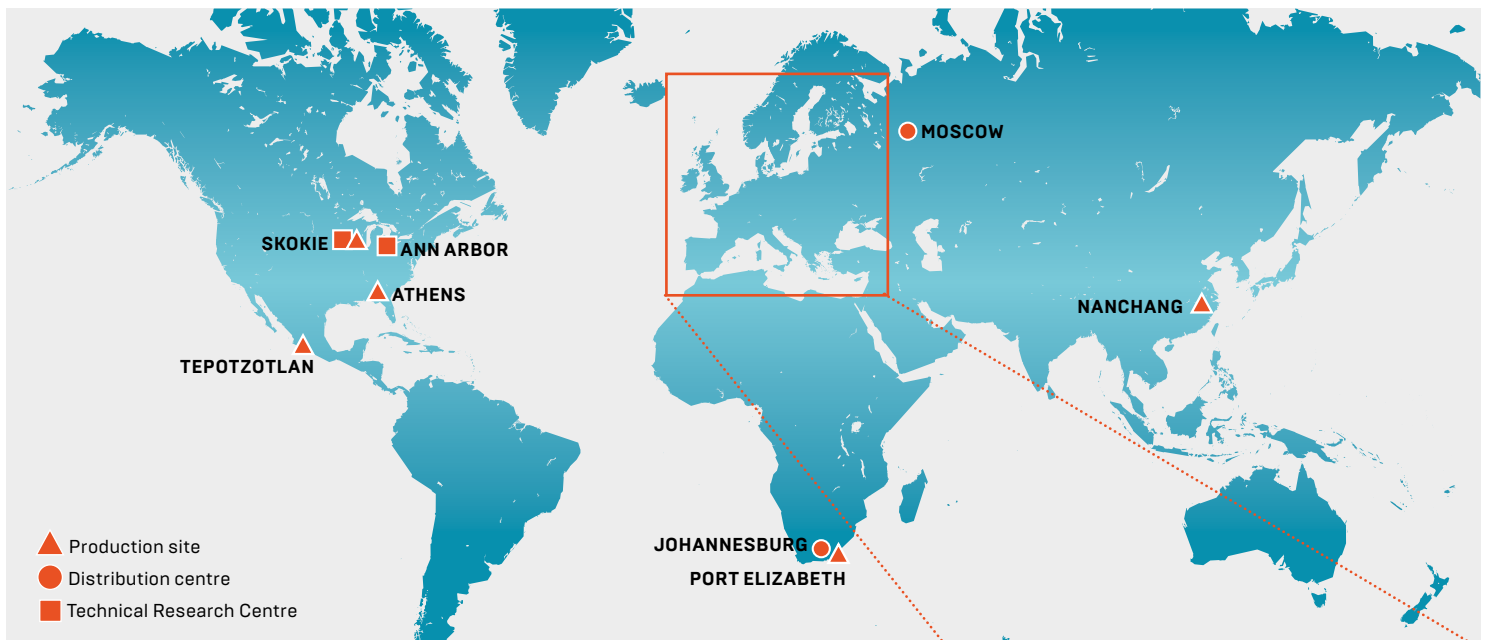 MOSCOW
SKOKIE
ANN ARBOR
ATHENS
NANCHANG
TEPOTZOTLAN
JOHANNESBURG
PORT ELIZABETH
Production site
Distribution centre
Technical Research Centre